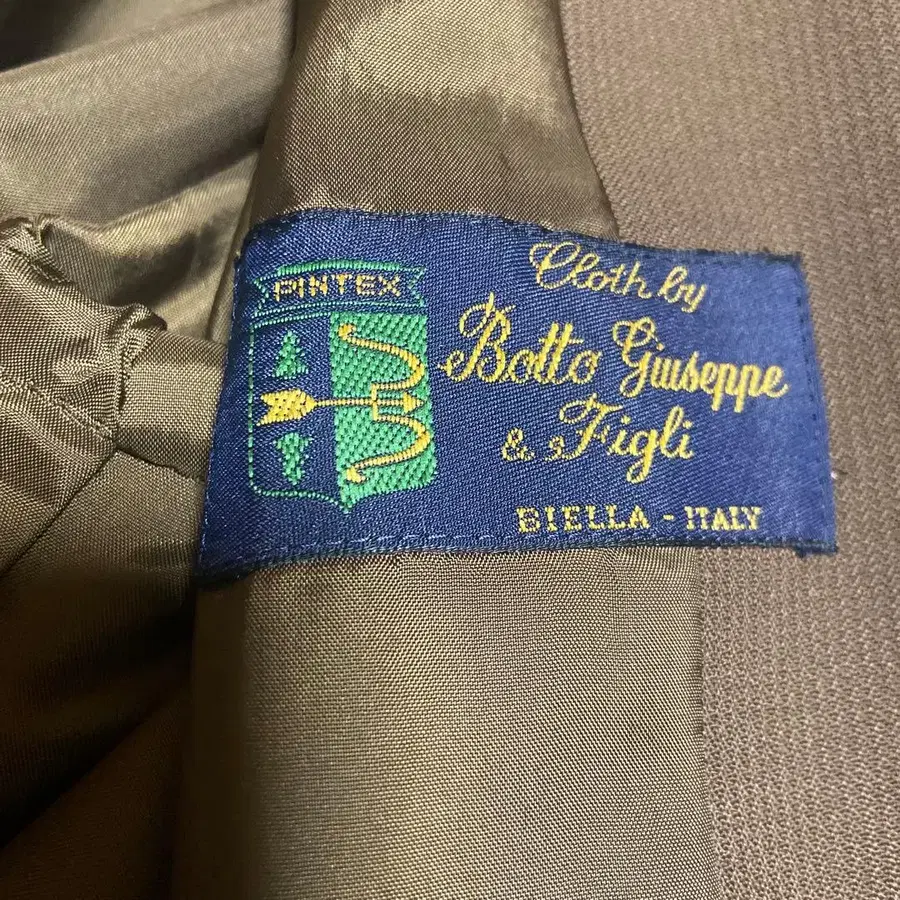 PINTEX
Cloth by
Botto Giuseppe
& Figli
BIELLA - ITALY